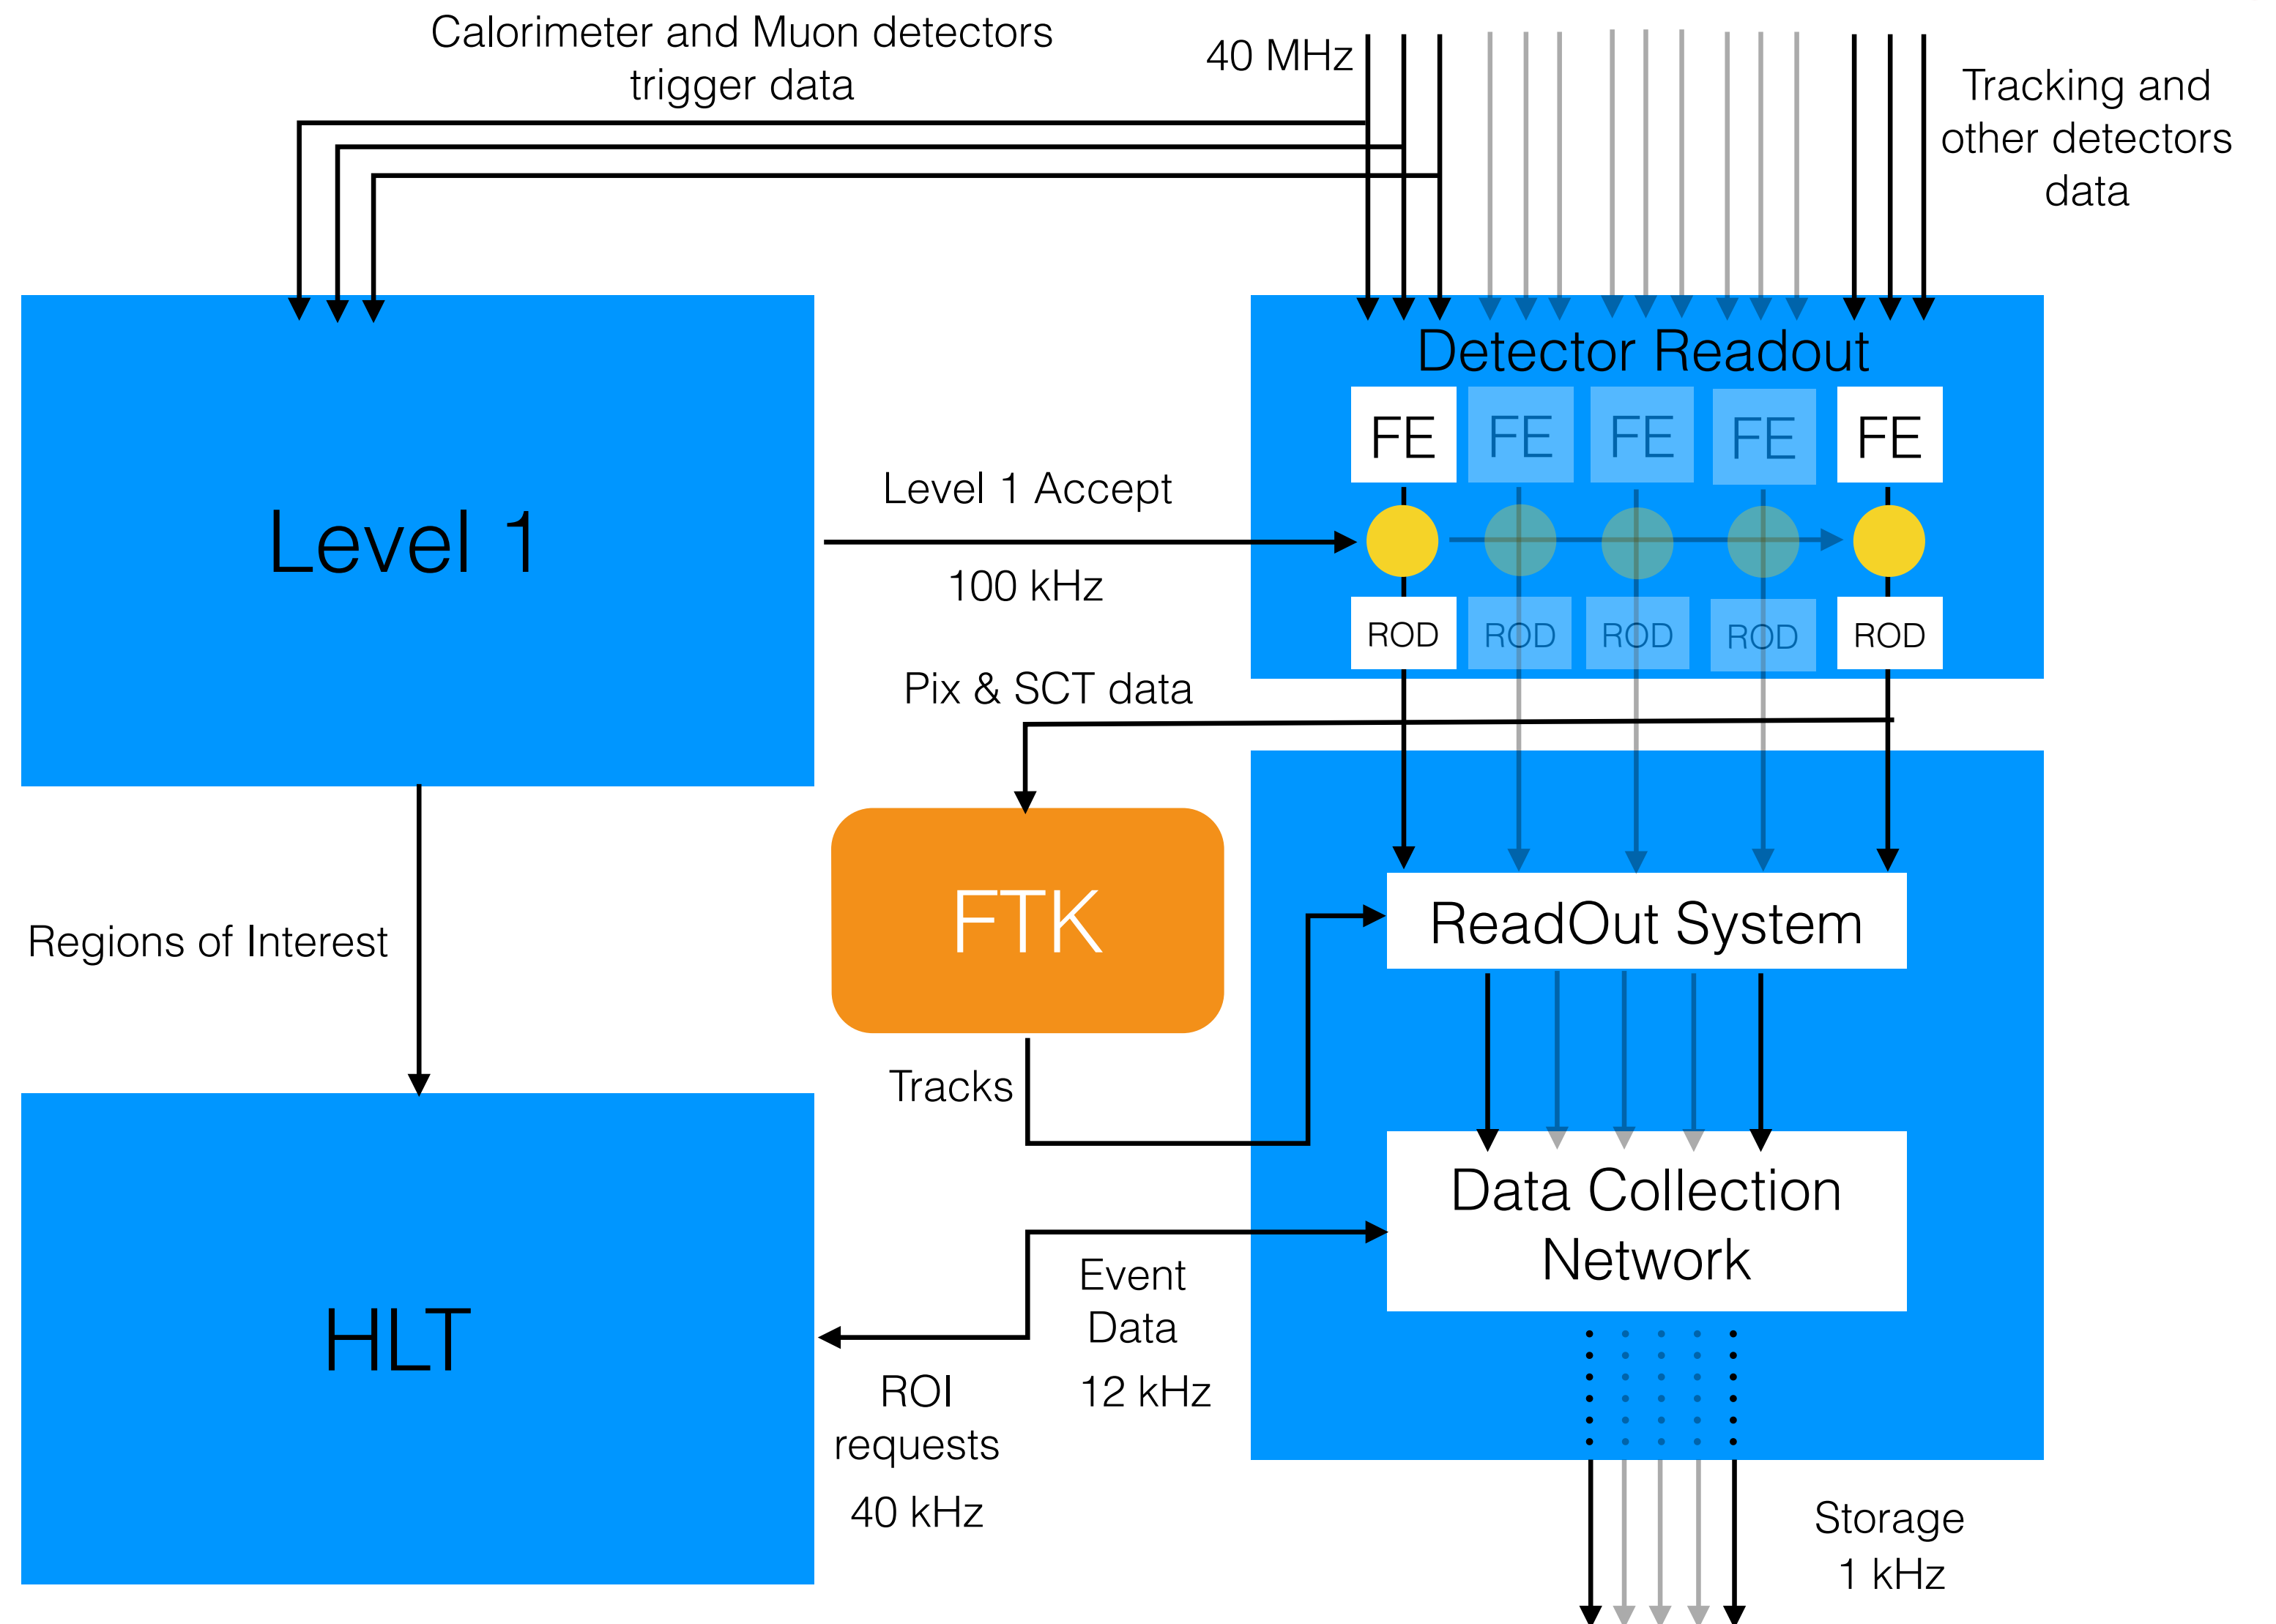 Calorimeter and Muon detectors
trigger data
40 MHz
Tracking and
other detectors
data
Detector Readout
FE FE FE FE FE
Level 1
Level 1 Accept
100 kHz
ROD ROD ROD ROD ROD
Pix & SCT data
FTK
ReadOut System
Regions of Interest
Tracks
Data Collection
Network
Event
Data
12 kHz
HLT
ROI
requests
40 kHz
Storage
1 kHz